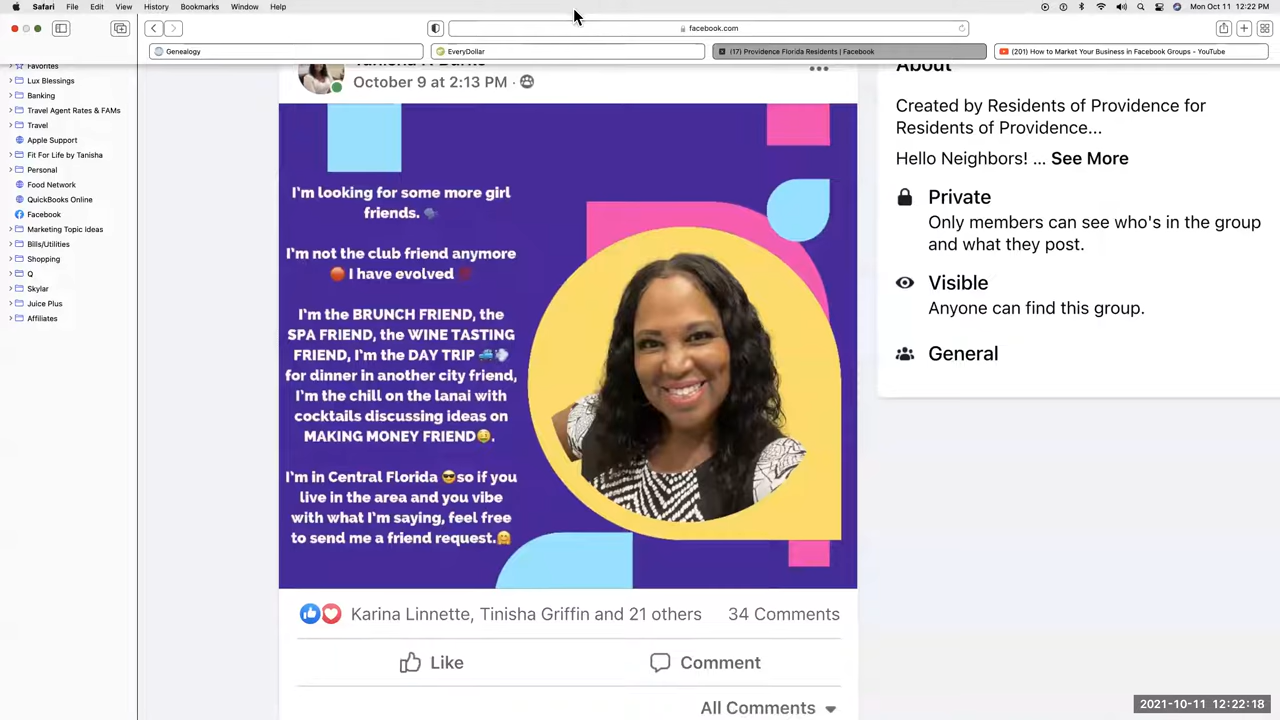 Safari File Edit View History Bookmarks Window Help Mon Oct 11 12:22 PM
facebook.com
Genealogy
EveryDollar
(17) Providence Florida Residents | Facebook
(201) How to Market Your Business in Facebook Groups - YouTube
Favorites
Lux Blessings
Banking
Travel Agent Rates & FAMs
Travel
Apple Support
Fit For Life by Tanisha
Personal
Food Network
QuickBooks Online
Facebook
Marketing Topic Ideas
Bills/Utilities
Shopping
Q
Skylar
Juice Plus
Affiliates
October 9 at 2:13 PM ·
I'm looking for some more girl
friends. 🗣
I'm not the club friend anymore
🛑 I have evolved
I'm the BRUNCH FRIEND, the
SPA FRIEND, the WINE TASTING
FRIEND, I'm the DAY TRIP 🚙💨
for dinner in another city friend,
I'm the chill on the lanai with
cocktails discussing ideas on
MAKING MONEY FRIEND🤑.
I'm in Central Florida 😎so if you
live in the area and you vibe
with what I'm saying, feel free
to send me a friend request.🤗
Karina Linnette, Tinisha Griffin and 21 others 34 Comments
Like Comment
All Comments
About
Created by Residents of Providence for
Residents of Providence...
Hello Neighbors! ... See More
Private
Only members can see who's in the group
and what they post.
Visible
Anyone can find this group.
General
2021-10-11 12:22:18